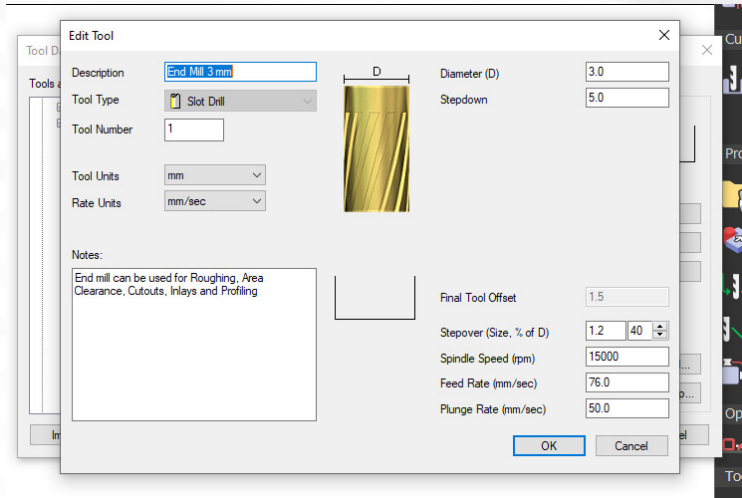 Edit Tool
Tool D
Tools a
Description End Mill 3 mm
Tool Type Slot Drill
Tool Number 1
Tool Units mm
Rate Units mm/sec
D
Diameter (D) 3.0
Stepdown 5.0
Notes:
End mill can be used for Roughing, Area
Clearance, Cutouts, Inlays and Profiling
Final Tool Offset 1.5
Stepover (Size, % of D) 1.2 40
Spindle Speed (rpm) 15000
Feed Rate (mm/sec) 76.0
Plunge Rate (mm/sec) 50.0
OK Cancel
Im
el
...
p...
Cu
Pro
Op
Too